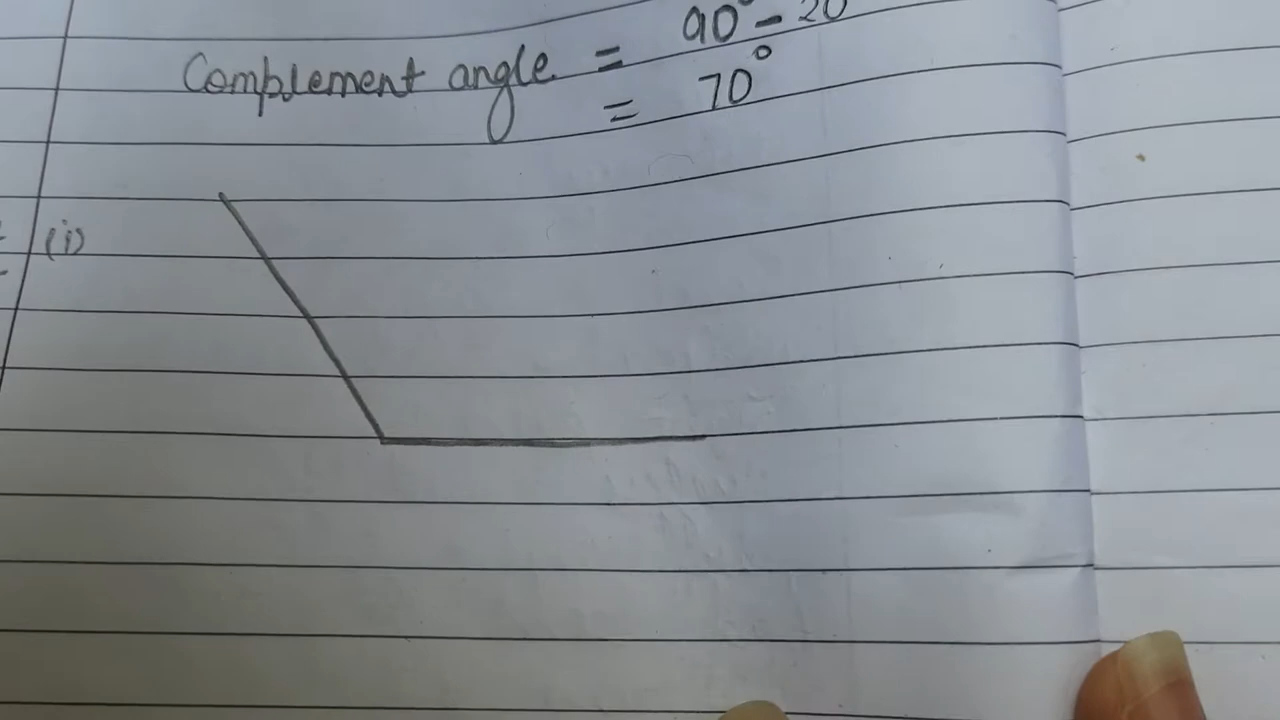 Complement angle = 90° - 20
= 70°
(i)